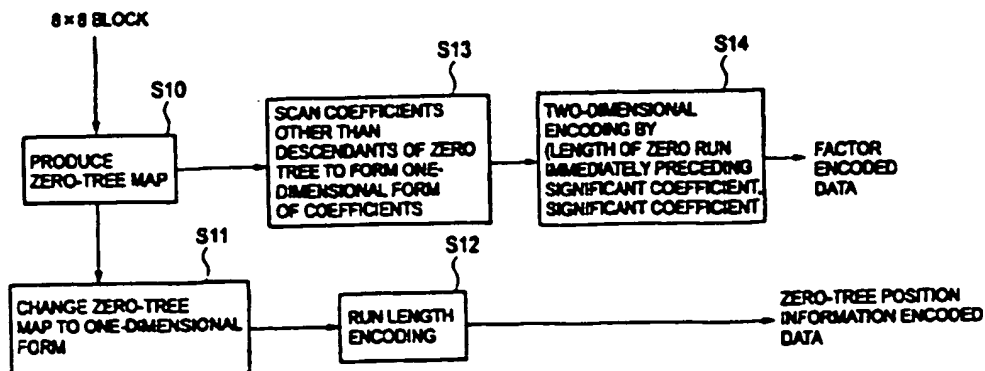 8 × 8 BLOCK
S10
PRODUCE
ZERO-TREE MAP
S13
SCAN COEFFICIENTS
OTHER THAN
DESCENDANTS OF ZERO
TREE TO FORM ONE-
DIMENSIONAL FORM
OF COEFFICIENTS
S14
TWO-DIMENSIONAL
ENCODING BY
(LENGTH OF ZERO RUN
IMMEDIATELY PRECEDING
SIGNIFICANT COEFFICIENT,
SIGNIFICANT COEFFICIENT
FACTOR
ENCODED
DATA
S11
CHANGE ZERO-TREE
MAP TO ONE-DIMENSIONAL
FORM
S12
RUN LENGTH
ENCODING
ZERO-TREE POSITION
INFORMATION ENCODED
DATA